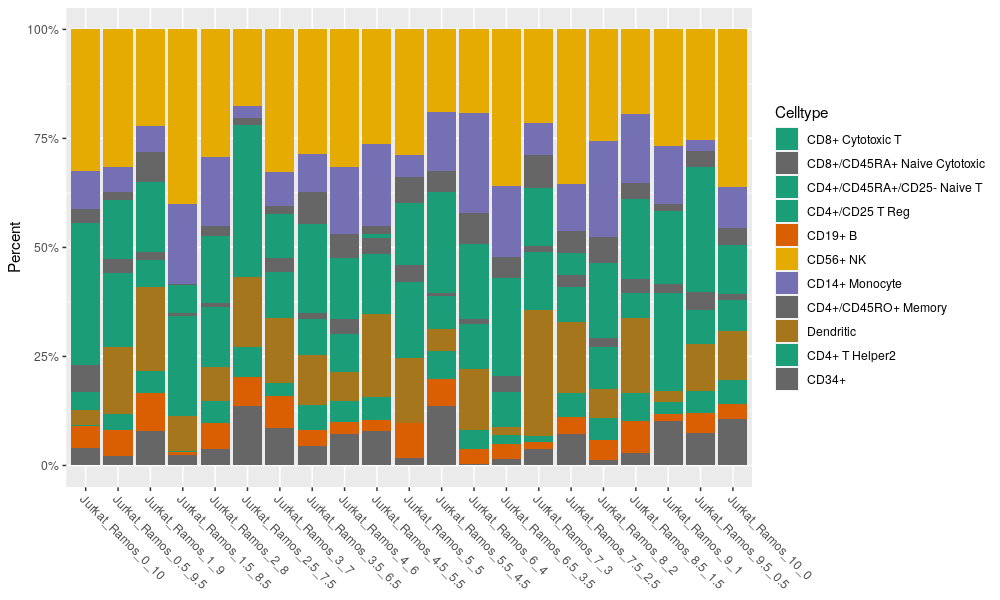 Percent
100%
75%
50%
25%
0%
Jurkat_Ramos_0_10
Jurkat_Ramos_0.5_9.5
Jurkat_Ramos_1_9
Jurkat_Ramos_1.5_8.5
Jurkat_Ramos_2_8
Jurkat_Ramos_2.5_7.5
Jurkat_Ramos_3_7
Jurkat_Ramos_3.5_6.5
Jurkat_Ramos_4_6
Jurkat_Ramos_4.5_5.5
Jurkat_Ramos_5_5
Jurkat_Ramos_5.5_4.5
Jurkat_Ramos_6_4
Jurkat_Ramos_6.5_3.5
Jurkat_Ramos_7_3
Jurkat_Ramos_7.5_2.5
Jurkat_Ramos_8_2
Jurkat_Ramos_8.5_1.5
Jurkat_Ramos_9_1
Jurkat_Ramos_9.5_0.5
Jurkat_Ramos_10_0
Celltype
CD8+ Cytotoxic T
CD8+/CD45RA+ Naive Cytotoxic
CD4+/CD45RA+/CD25- Naive T
CD4+/CD25 T Reg
CD19+ B
CD56+ NK
CD14+ Monocyte
CD4+/CD45RO+ Memory
Dendritic
CD4+ T Helper2
CD34+